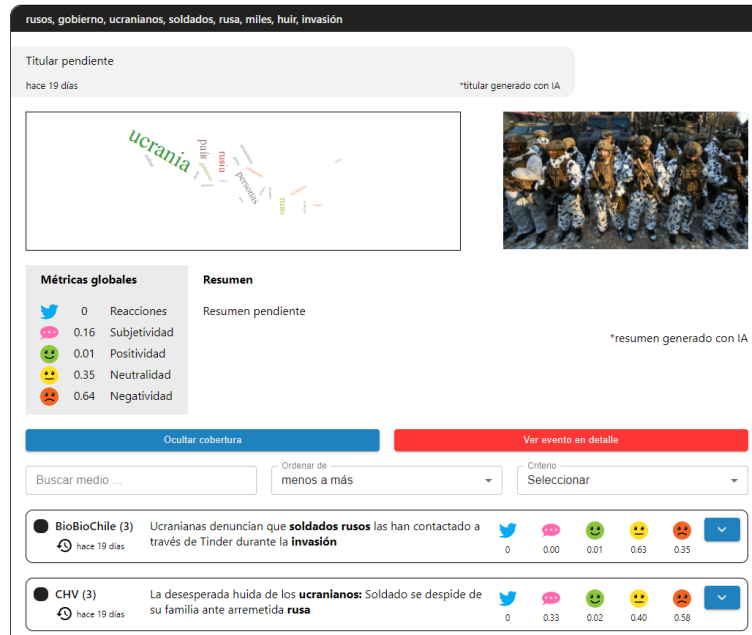 rusos, gobierno, ucranianos, soldados, rusa, miles, huir, invasión
Titular pendiente
hace 19 días
*titular generado con IA
ucrania
país
rusia
personas
ruso
Métricas globales
0 Reacciones
0.16 Subjetividad
0.01 Positividad
0.35 Neutralidad
0.64 Negatividad
Resumen
Resumen pendiente
*resumen generado con IA
Ocultar cobertura
Ver evento en detalle
Buscar medio ...
Ordenar de
menos a más
Criterio
Seleccionar
BioBioChile (3)
hace 19 días
Ucranianas denuncian que soldados rusos las han contactado a
través de Tinder durante la invasión
0 0.00 0.01 0.63 0.35
CHV (3)
hace 19 días
La desesperada huida de los ucranianos: Soldado se despide de
su familia ante arremetida rusa
0 0.33 0.02 0.40 0.58